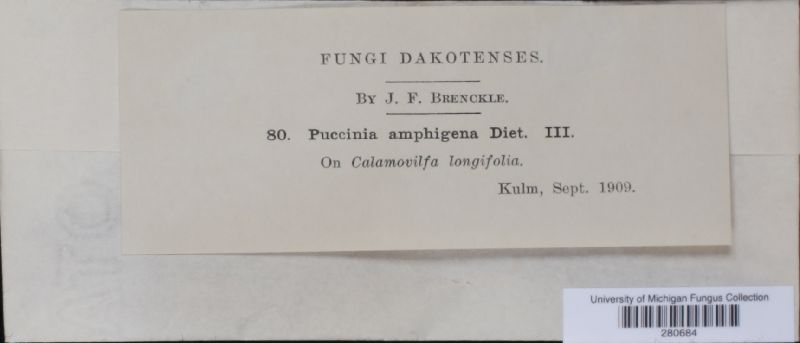 FUNGI DAKOTENSES.
BY J. F. BRENCKLE.
80. Puccinia amphigena Diet. III.
On Calamovilfa longifolia.
Kulm, Sept. 1909.
University of Michigan Fungus Collection
280684